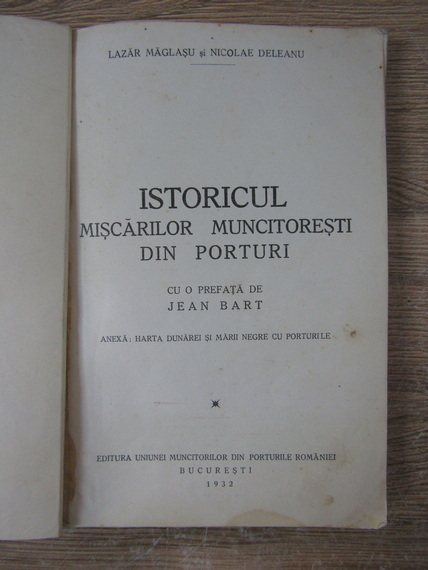 LAZĂR MĂGLAȘU și NICOLAE DELEANU
ISTORICUL
MIȘCĂRILOR MUNCITOREȘTI
DIN PORTURI
CU O PREFAȚĂ DE
JEAN BART
ANEXĂ: HARTA DUNĂREI ȘI MĂRII NEGRE CU PORTURILE
EDITURA UNIUNEI MUNCITORILOR DIN PORTURILE ROMÂNIEI
BUCUREȘTI
1932